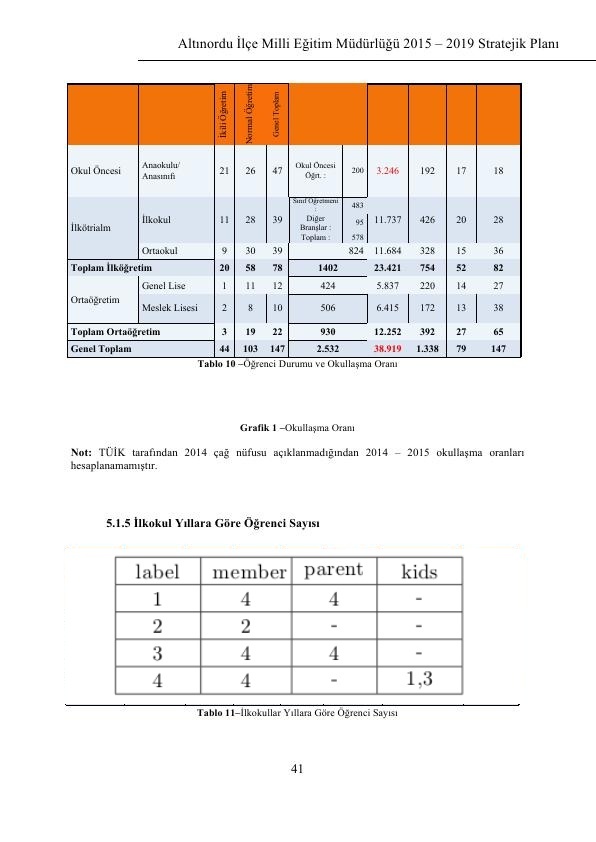 Altınordu İlçe Milli Eğitim Müdürlüğü 2015 – 2019 Stratejik Planı
İkili Öğretim Normal Öğretim Genel Toplam
Okul Öncesi Anaokulu/ Anasınıfı 21 26 47 Okul Öncesi Öğrt. : 200 3.246 192 17 18
İlkötrialm İlkokul 11 28 39 Sınıf Öğretmeni : 483 Diğer Branşlar : 95 Toplam : 578 11.737 426 20 28
Ortaokul 9 30 39 824 11.684 328 15 36
Toplam İlköğretim 20 58 78 1402 23.421 754 52 82
Ortaöğretim Genel Lise 1 11 12 424 5.837 220 14 27
Meslek Lisesi 2 8 10 506 6.415 172 13 38
Toplam Ortaöğretim 3 19 22 930 12.252 392 27 65
Genel Toplam 44 103 147 2.532 38.919 1.338 79 147
Tablo 10 –Öğrenci Durumu ve Okullaşma Oranı
Grafik 1 –Okullaşma Oranı
Not: TÜİK tarafından 2014 çağ nüfusu açıklanmadığından 2014 – 2015 okullaşma oranları
hesaplanamamıştır.
5.1.5 İlkokul Yıllara Göre Öğrenci Sayısı
label member parent kids
1 4 4 -
2 2 - -
3 4 4 -
4 4 - 1,3
Tablo 11–İlkokullar Yıllara Göre Öğrenci Sayısı
41